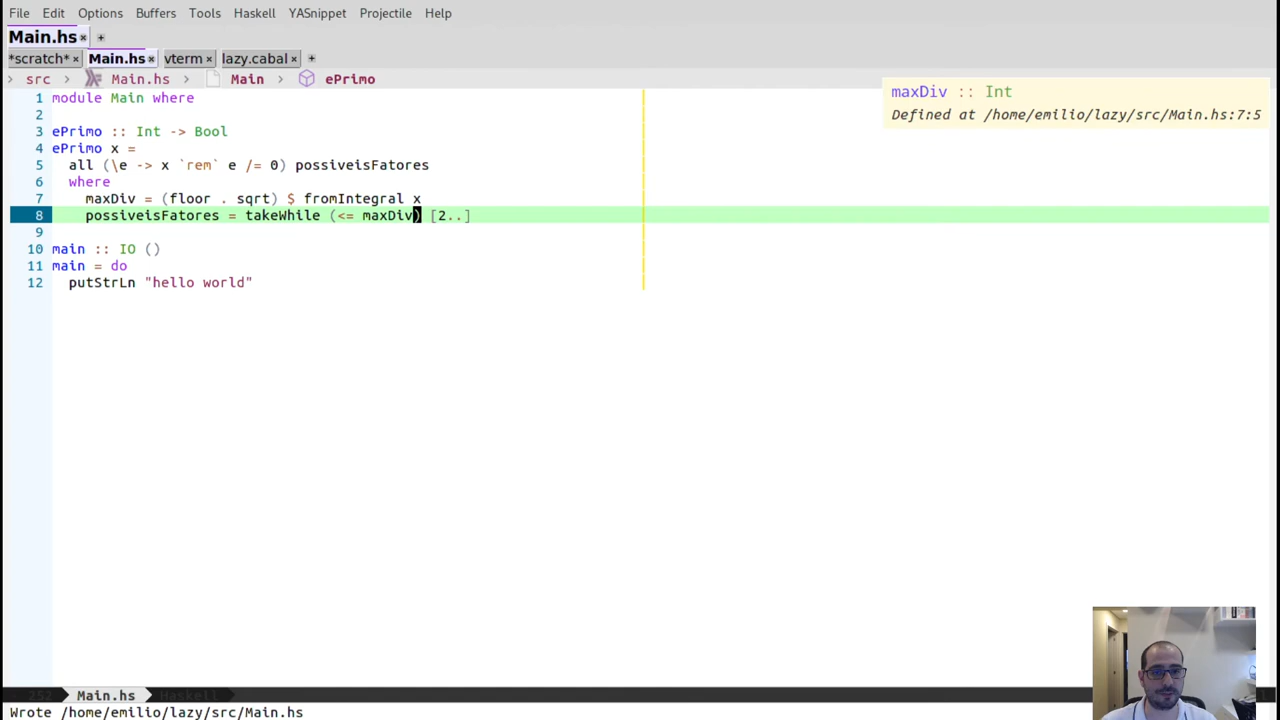 File Edit Options Buffers Tools Haskell YASnippet Projectile Help
Main.hs × +
*scratch* × Main.hs × vterm × lazy.cabal × +
> src > Main.hs > Main > ePrimo
1 module Main where
2
3 ePrimo :: Int -> Bool
4 ePrimo x =
5   all (\e -> x `rem` e /= 0) possiveisFatores
6   where
7     maxDiv = (floor . sqrt) $ fromIntegral x
8     possiveisFatores = takeWhile (<= maxDiv) [2..]
9
10 main :: IO ()
11 main = do
12   putStrLn "hello world"
maxDiv :: Int
Defined at /home/emilio/lazy/src/Main.hs:7:5
Main.hs Haskell
Wrote /home/emilio/lazy/src/Main.hs